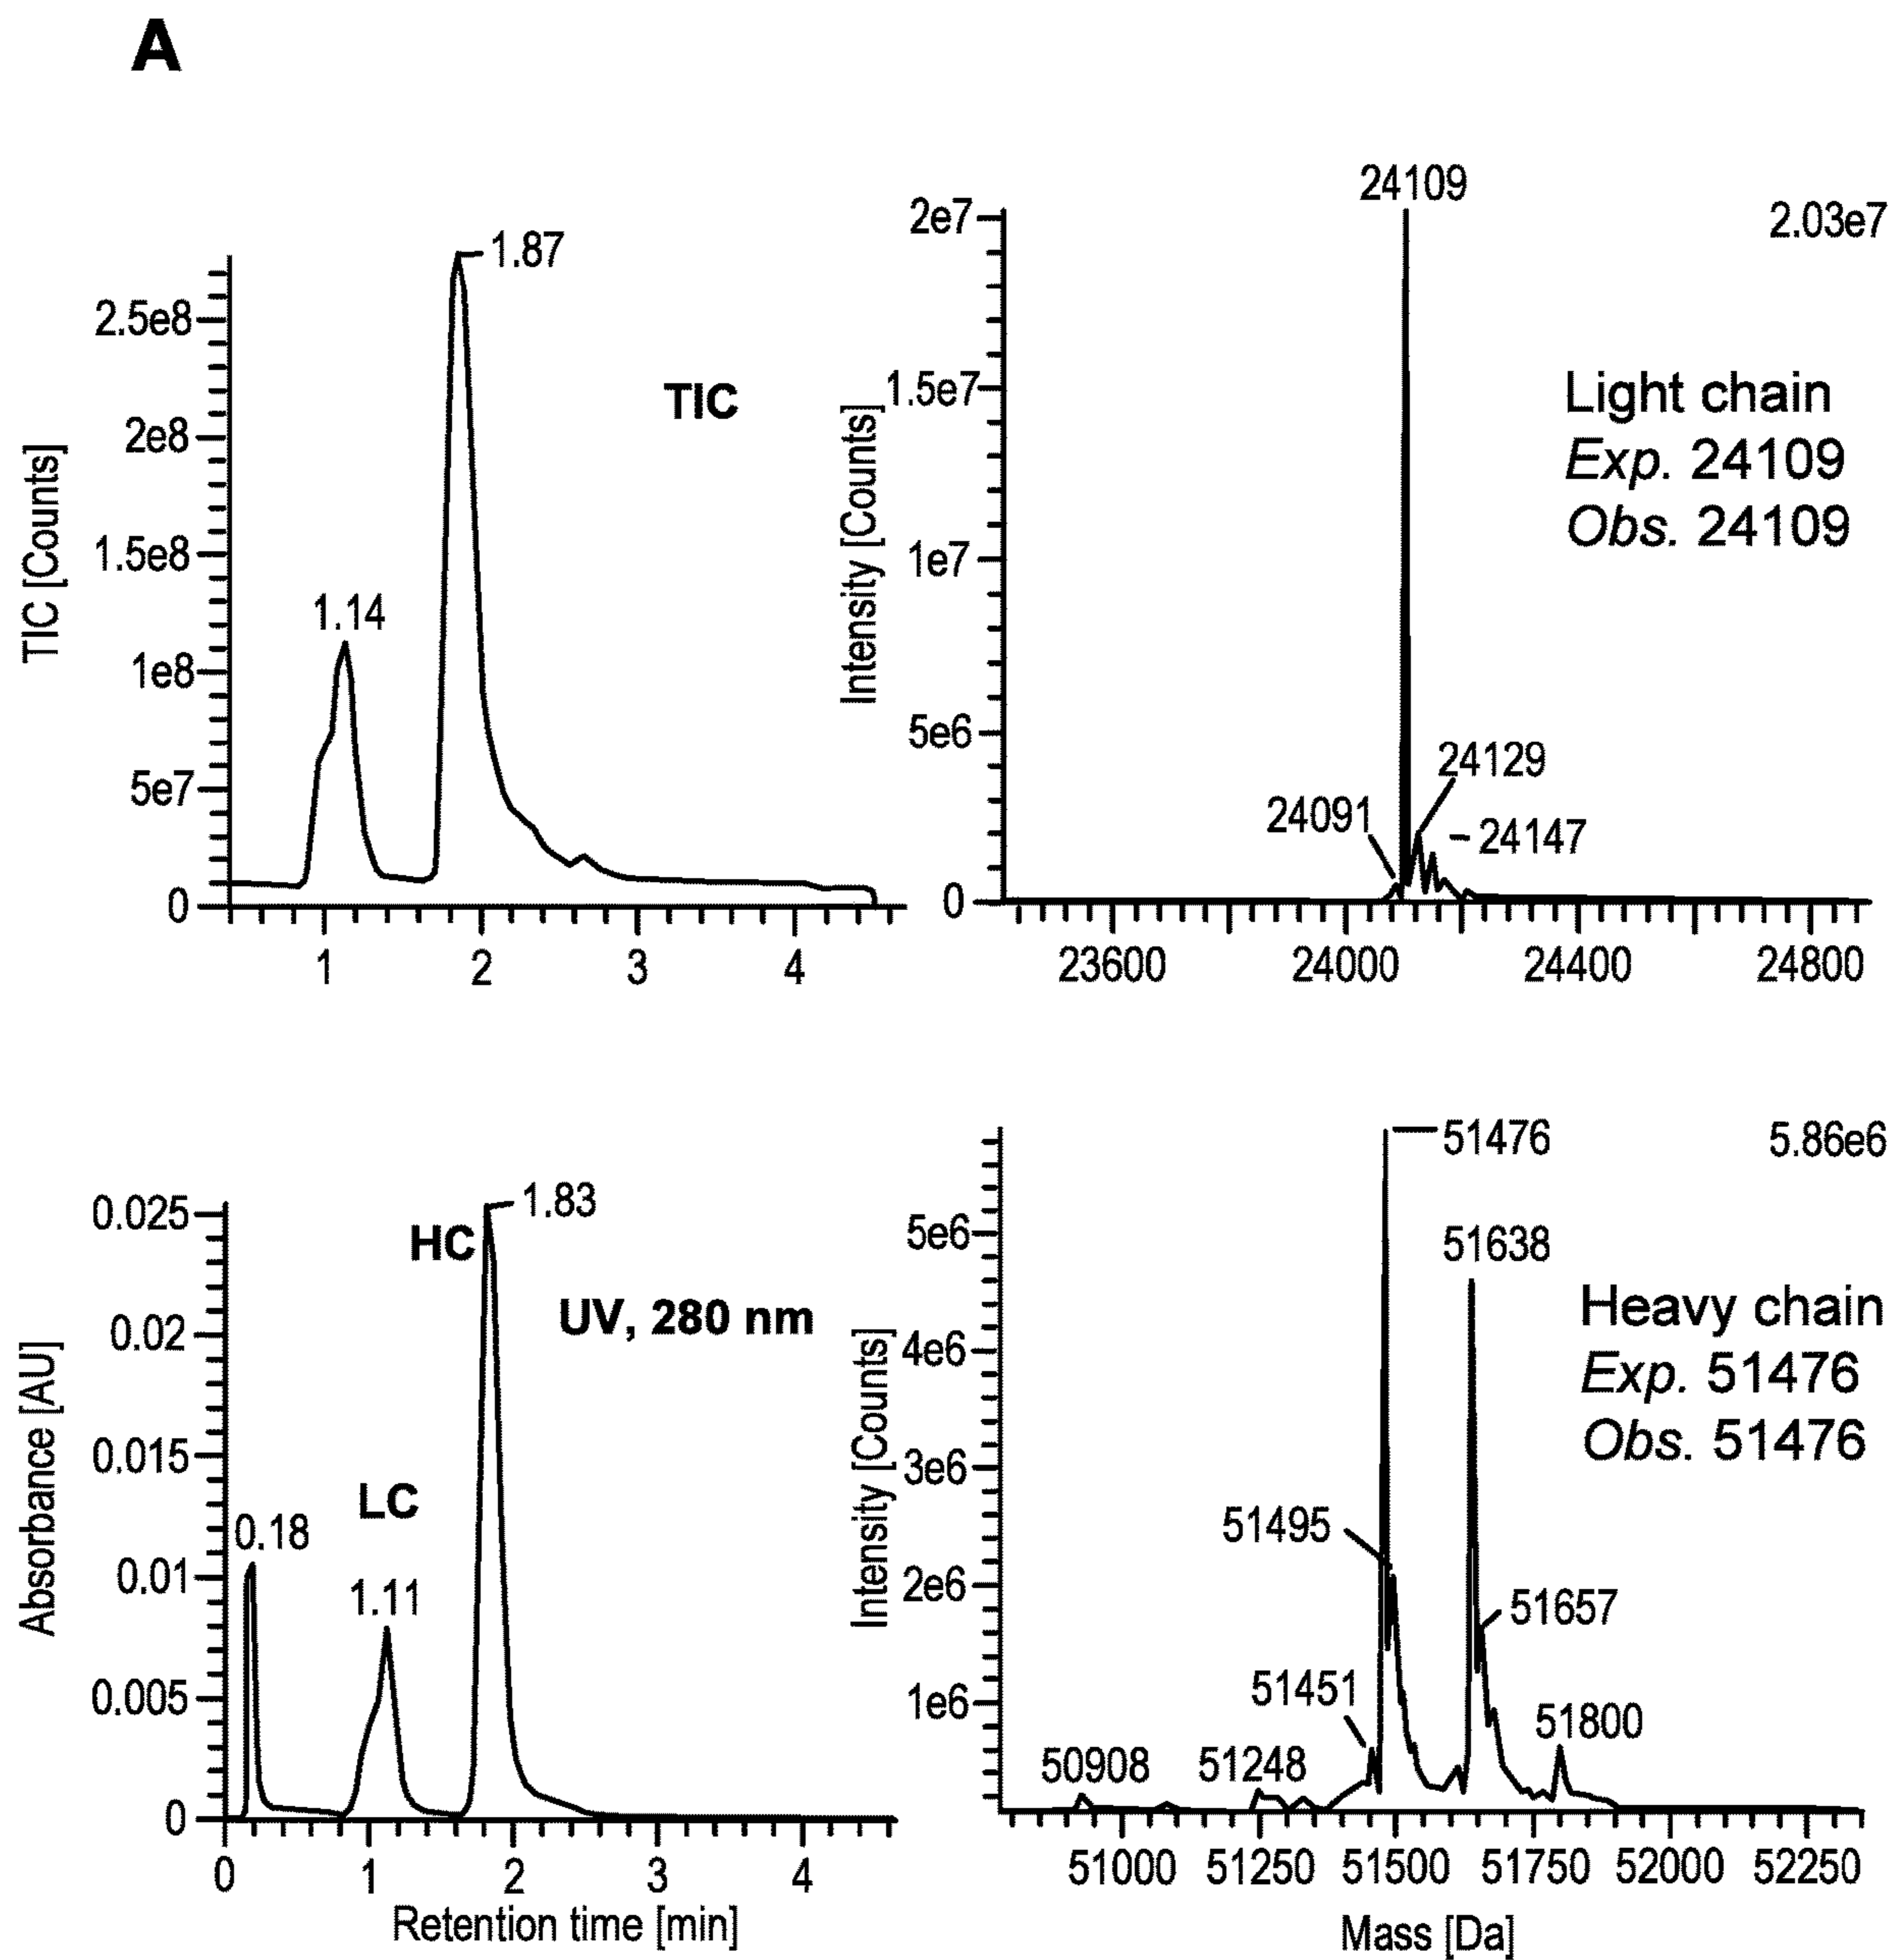 A
1.87
2.5e8
TIC
2e8
TIC [Counts]
1.5e8
1.14
1e8
5e7
0
1
2
3
4
24109
2e7
2.03e7
1.5e7
Light chain
Exp. 24109
Obs. 24109
Intensity [Counts]
1e7
5e6
24129
24091
24147
0
23600
24000
24400
24800
0.025
1.83
HC
UV, 280 nm
0.02
Absorbance [AU]
0.015
LC
0.18
0.01
1.11
0.005
0
0
1
2
3
4
Retention time [min]
51476
5.86e6
5e6
51638
Heavy chain
Exp. 51476
Obs. 51476
4e6
Intensity [Counts]
3e6
51495
2e6
51657
51451
1e6
51800
50908
51248
51000
51250
51500
51750
52000
52250
Mass [Da]